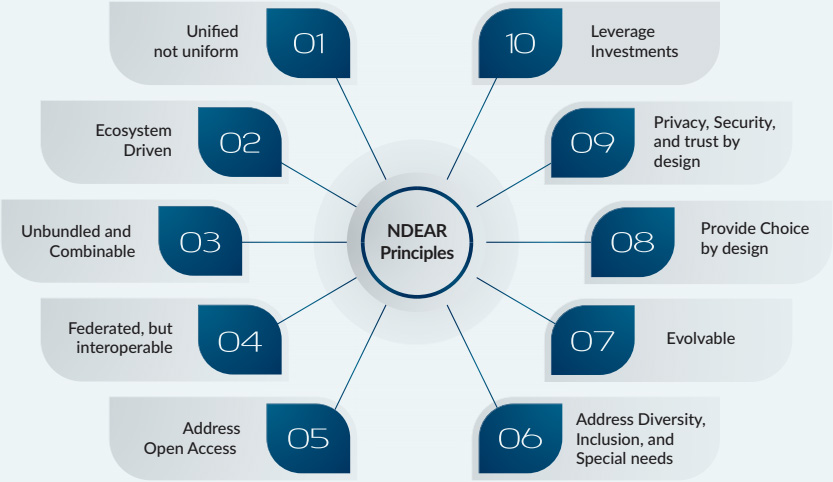 01
Unified
not uniform
02
Ecosystem
Driven
03
Unbundled and
Combinable
04
Federated, but
interoperable
05
Address
Open Access
NDEAR
Principles
10
Leverage
Investments
09
Privacy, Security,
and trust by
design
08
Provide Choice
by design
07
Evolvable
06
Address Diversity,
Inclusion, and
Special needs